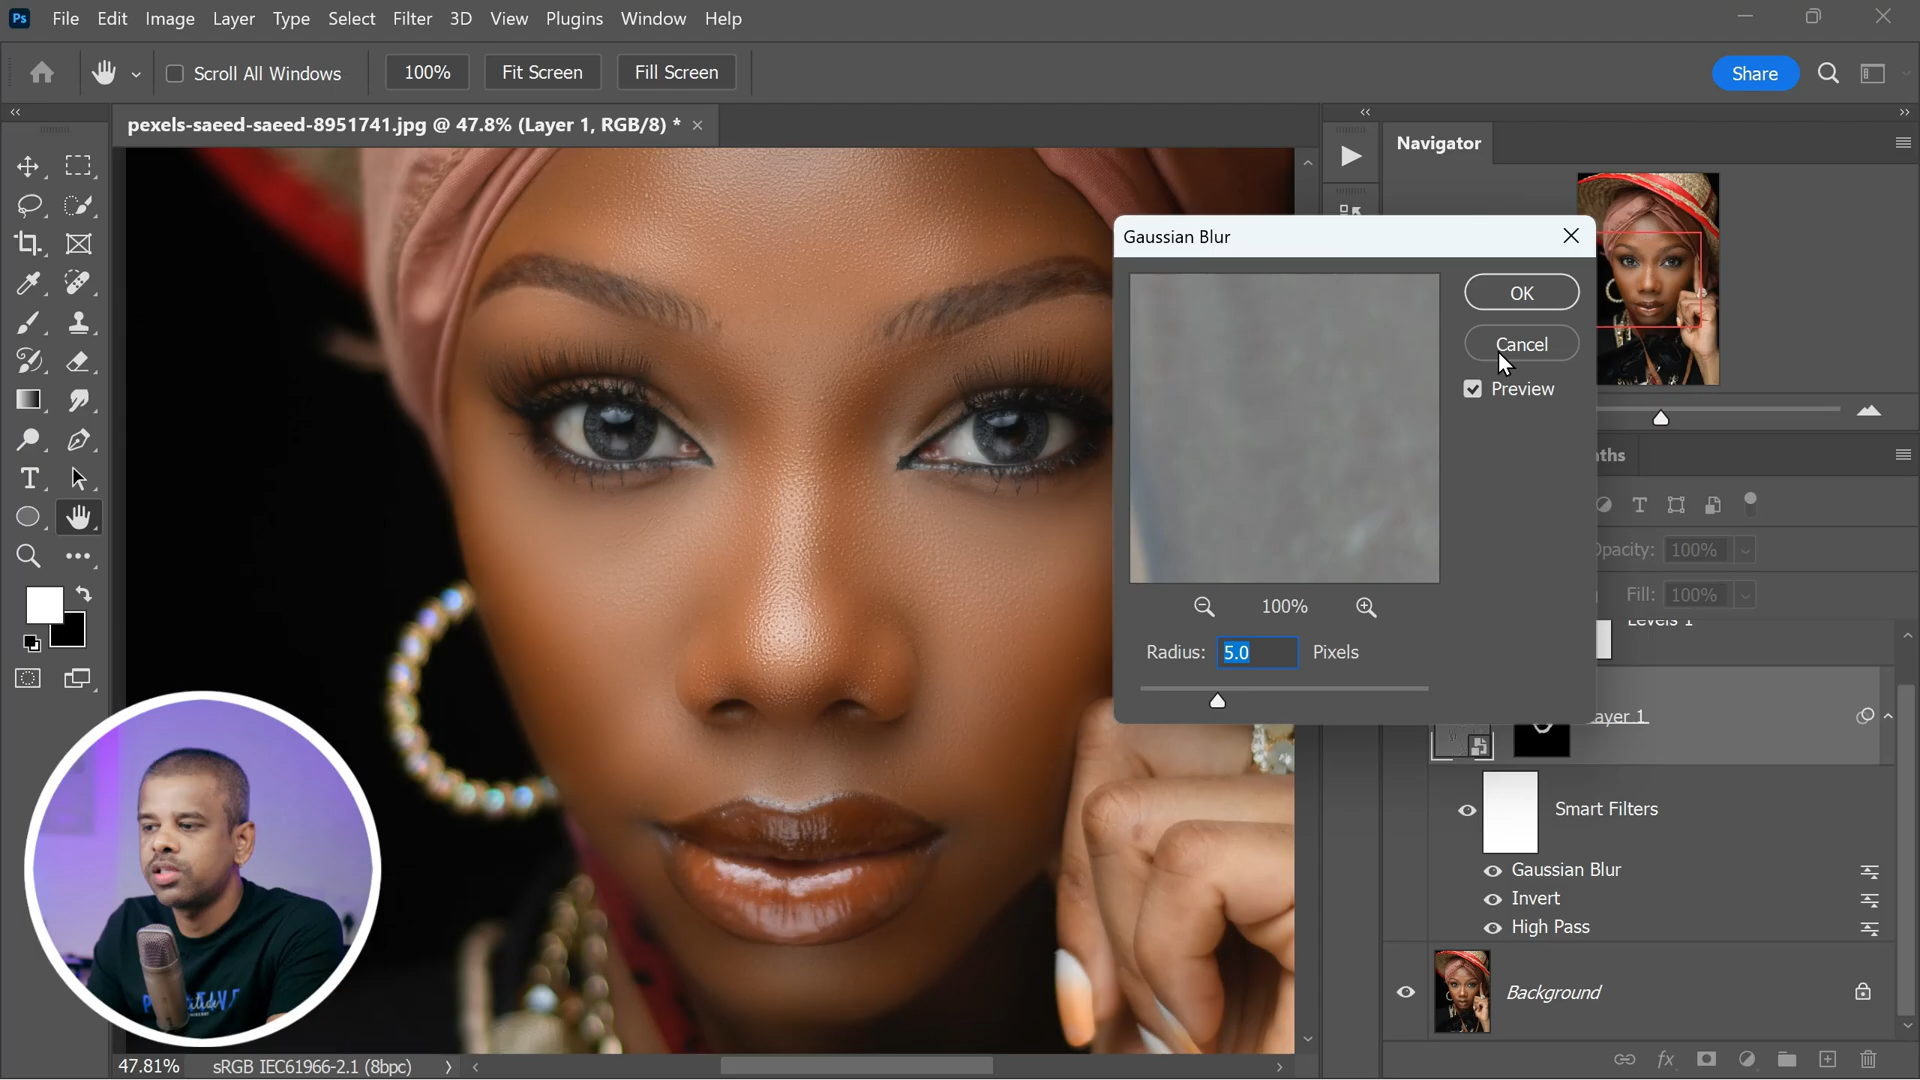 Ps File Edit Image Layer Type Select Filter 3D View Plugins Window Help
Scroll All Windows 100% Fit Screen Fill Screen Share
pexels-saeed-saeed-8951741.jpg @ 47.8% (Layer 1, RGB/8) *
Navigator
Gaussian Blur
OK
Cancel
Preview
100%
Radius: 5.0 Pixels
aths
Opacity: 100%
Fill: 100%
Levels 1
ayer 1
Smart Filters
Gaussian Blur
Invert
High Pass
Background
47.81% sRGB IEC61966-2.1 (8bpc)